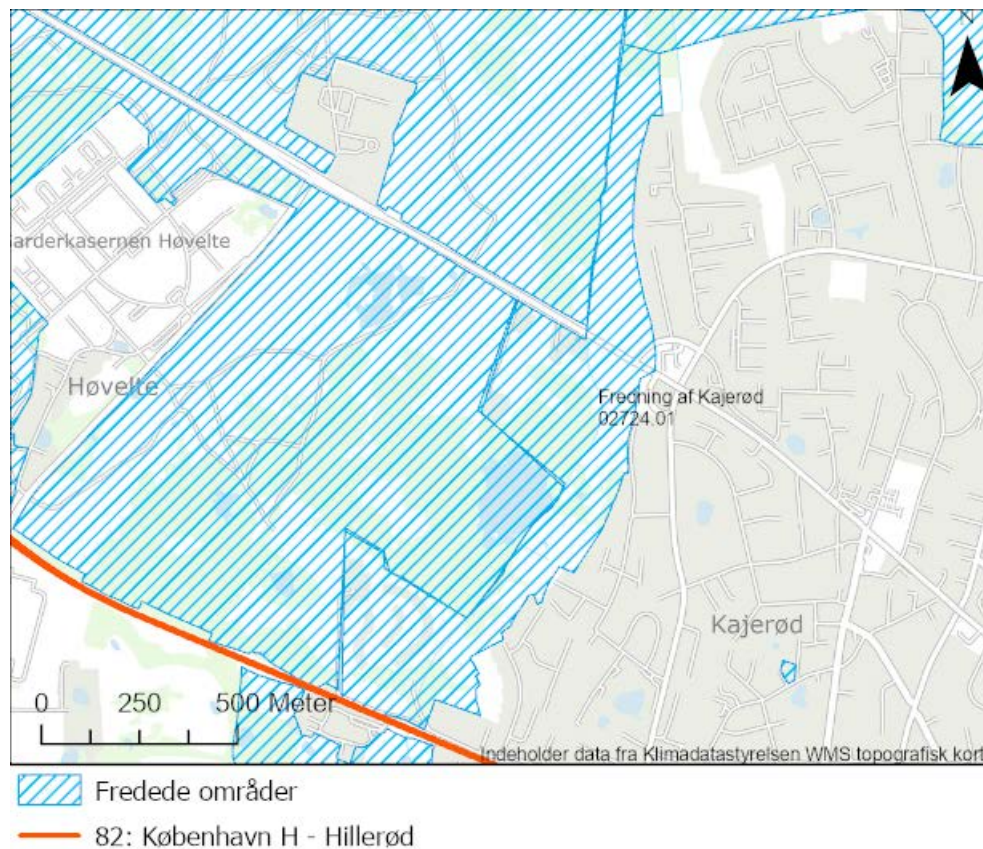 N
arderkasernen Høvelte
Høvelte
Fredning af Kajerød
02724.01
Kajerød
0 250 500 Meter
Indeholder data fra Klimadatastyrelsen WMS topografisk kort
Fredede områder
82: København H - Hillerød